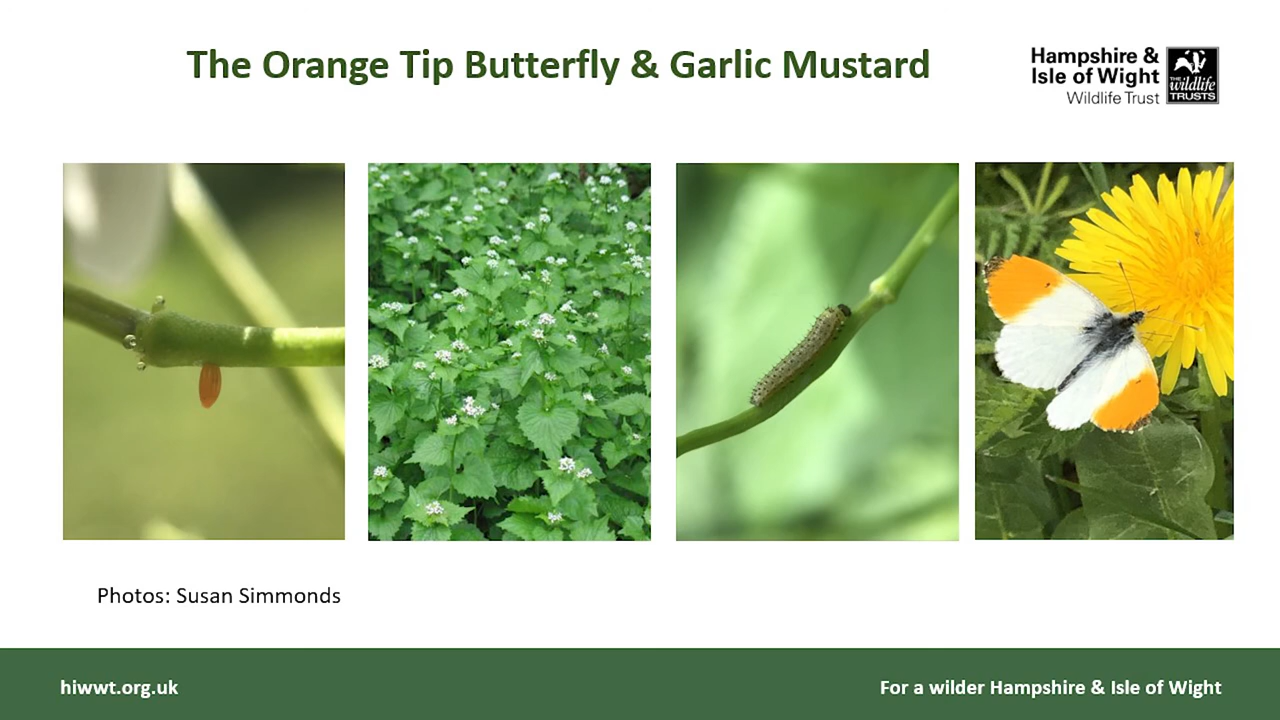 The Orange Tip Butterfly & Garlic Mustard
Hampshire &
Isle of Wight
Wildlife Trust
THE
wildlife
TRUSTS
Photos: Susan Simmonds
hiwwt.org.uk
For a wilder Hampshire & Isle of Wight